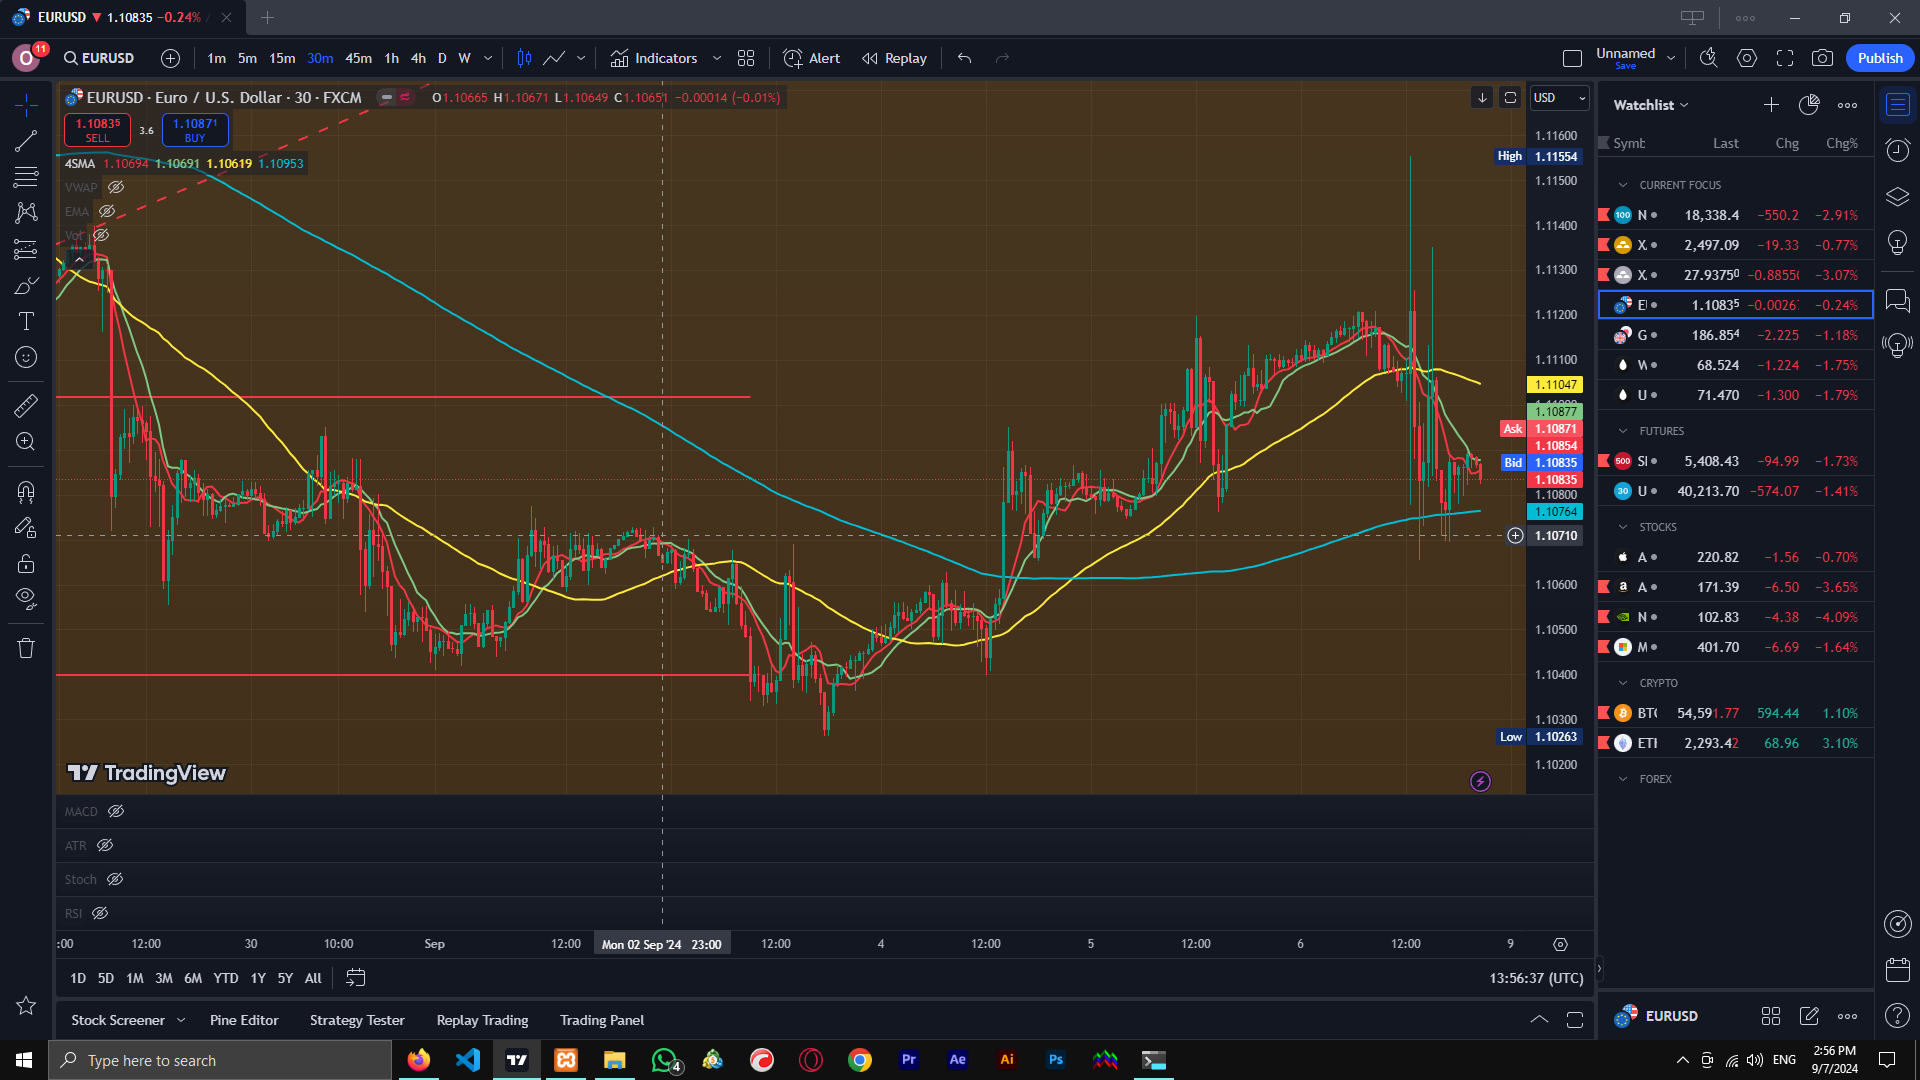 EURUSD ▼ 1.10835 −0.24% /
O 11 EURUSD 1m 5m 15m 30m 45m 1h 4h D W Indicators Alert Replay Unnamed Save Publish
EURUSD · Euro / U.S. Dollar · 30 · FXCM O1.10665 H1.10671 L1.10649 C1.10651 −0.00014 (−0.01%) USD
1.10835 SELL 3.6 1.10871 BUY
4SMA 1.10694 1.10691 1.10619 1.10953
VWAP
EMA
Vol
1.11600
High 1.11554
1.11500
1.11400
1.11300
1.11200
1.11100
1.11047
1.10877
Ask 1.10871
1.10854
Bid 1.10835
1.10835
1.10800
1.10764
1.10710
1.10600
1.10500
1.10400
1.10300
Low 1.10263
1.10200
TradingView
MACD
ATR
Stoch
RSI
:00 12:00 30 10:00 Sep 12:00 Mon 02 Sep '24 23:00 12:00 4 12:00 5 12:00 6 12:00 9
1D 5D 1M 3M 6M YTD 1Y 5Y All 13:56:37 (UTC)
Stock Screener Pine Editor Strategy Tester Replay Trading Trading Panel
Watchlist
Symb Last Chg Chg%
CURRENT FOCUS
100 N 18,338.4 −550.2 −2.91%
X. 2,497.09 −19.33 −0.77%
X. 27.93750 −0.8855 −3.07%
1.10835 −0.0026 −0.24%
G 186.854 −2.225 −1.18%
W 68.524 −1.224 −1.75%
U 71.470 −1.300 −1.79%
FUTURES
500 5,408.43 −94.99 −1.73%
30 U 40,213.70 −574.07 −1.41%
STOCKS
A 220.82 −1.56 −0.70%
a A 171.39 −6.50 −3.65%
N 102.83 −4.38 −4.09%
M 401.70 −6.69 −1.64%
CRYPTO
BTC 54,591.77 594.44 1.10%
ETH 2,293.42 68.96 3.10%
FOREX
EURUSD
Type here to search 4 Pr Ae Ai Ps ENG 2:56 PM
9/7/2024